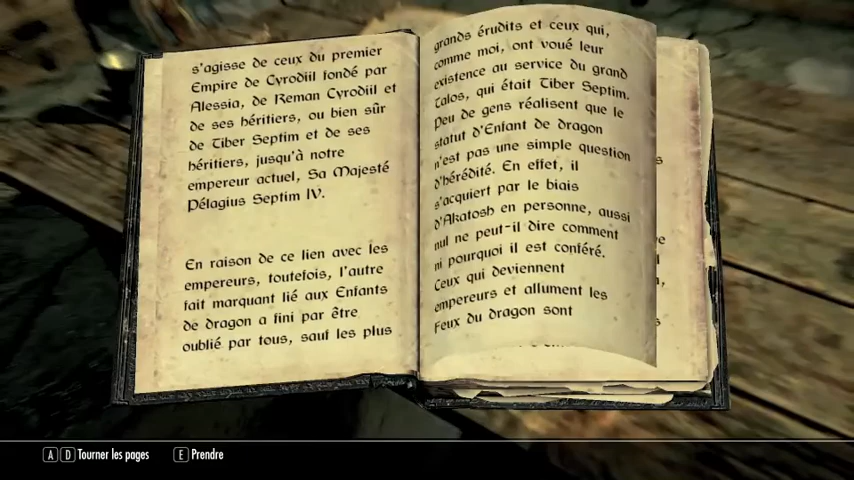 s'agisse de ceux du premier
Empire de Cyrodiil fondé par
Alessia, de Reman Cyrodiil et
de ses héritiers, ou bien sûr
de Tiber Septim et de ses
héritiers, jusqu'à notre
empereur actuel, Sa Majesté
Pélagius Septim IV.
En raison de ce lien avec les
empereurs, toutefois, l'autre
fait marquant lié aux Enfants
de dragon a fini par être
oublié par tous, sauf les plus
grands érudits et ceux qui,
comme moi, ont voué leur
existence au service du grand
Talos, qui était Tiber Septim.
Peu de gens réalisent que le
statut d'Enfant de dragon
n'est pas une simple question
d'hérédité. En effet, il
s'acquiert par le biais
d'Akatosh en personne, aussi
nul ne peut-il dire comment
ni pourquoi il est conféré.
Ceux qui deviennent
empereurs et allument les
Feux du dragon sont
A D Tourner les pages
E Prendre